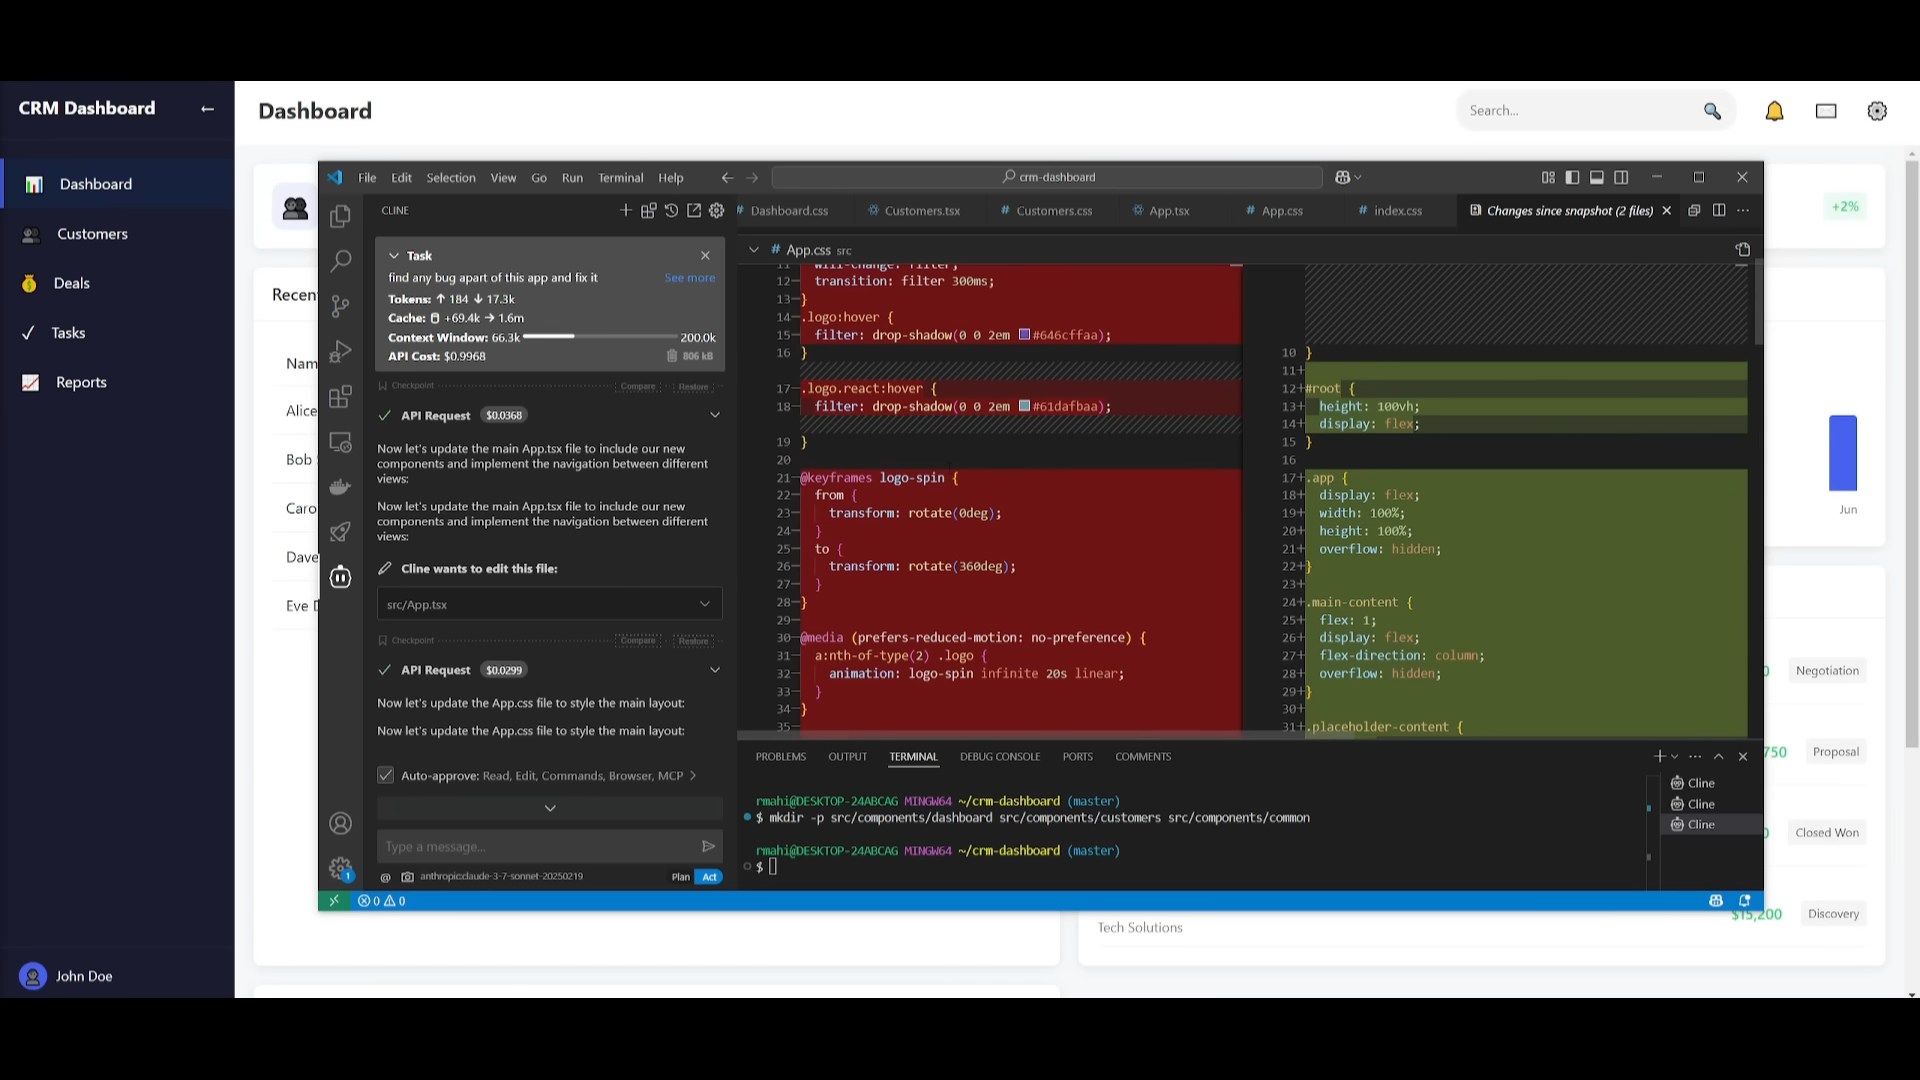 CRM Dashboard ←
Dashboard
Customers
Deals
Tasks
Reports
John Doe
Dashboard
Search...
+2%
Recen
Nam
Alice
Bob
Caro
Dave
Eve D
Jun
Negotiation
750 Proposal
Closed Won
$15,200 Discovery
Tech Solutions
File Edit Selection View Go Run Terminal Help
crm-dashboard
CLINE
Task
find any bug apart of this app and fix it See more
Tokens: ↑ 184 ↓ 17.3k
Cache: +69.4k → 1.6m
Context Window: 66.3k 200.0k
API Cost: $0.9968 806 kB
Checkpoint Compare Restore
API Request $0.0368
Now let's update the main App.tsx file to include our new
components and implement the navigation between different
views:
Now let's update the main App.tsx file to include our new
components and implement the navigation between different
views:
Cline wants to edit this file:
src/App.tsx
Checkpoint Compare Restore
API Request $0.0299
Now let's update the App.css file to style the main layout:
Now let's update the App.css file to style the main layout:
Auto-approve: Read, Edit, Commands, Browser, MCP >
Type a message...
@ anthropic:claude-3-7-sonnet-20250219 Plan Act
1
0 0
# Dashboard.css Customers.tsx # Customers.css App.tsx # App.css # index.css Changes since snapshot (2 files)
# App.css src
11- will-change: filter;
12- transition: filter 300ms;
13- }
14- .logo:hover {
15- filter: drop-shadow(0 0 2em #646cffaa);
16 }
17- .logo.react:hover {
18- filter: drop-shadow(0 0 2em #61dafbaa);
19 }
20
21- @keyframes logo-spin {
22- from {
23- transform: rotate(0deg);
24- }
25- to {
26- transform: rotate(360deg);
27- }
28- }
29-
30- @media (prefers-reduced-motion: no-preference) {
31- a:nth-of-type(2) .logo {
32- animation: logo-spin infinite 20s linear;
33- }
34- }
35-
10 }
11+
12+ #root {
13+ height: 100vh;
14+ display: flex;
15 }
16
17+ .app {
18+ display: flex;
19+ width: 100%;
20+ height: 100%;
21+ overflow: hidden;
22+ }
23+
24+ .main-content {
25+ flex: 1;
26+ display: flex;
27+ flex-direction: column;
28+ overflow: hidden;
29+ }
30+
31+ .placeholder-content {
PROBLEMS OUTPUT TERMINAL DEBUG CONSOLE PORTS COMMENTS
rmahi@DESKTOP-24ABCAG MINGW64 ~/crm-dashboard (master)
$ mkdir -p src/components/dashboard src/components/customers src/components/common
rmahi@DESKTOP-24ABCAG MINGW64 ~/crm-dashboard (master)
$
Cline
Cline
Cline